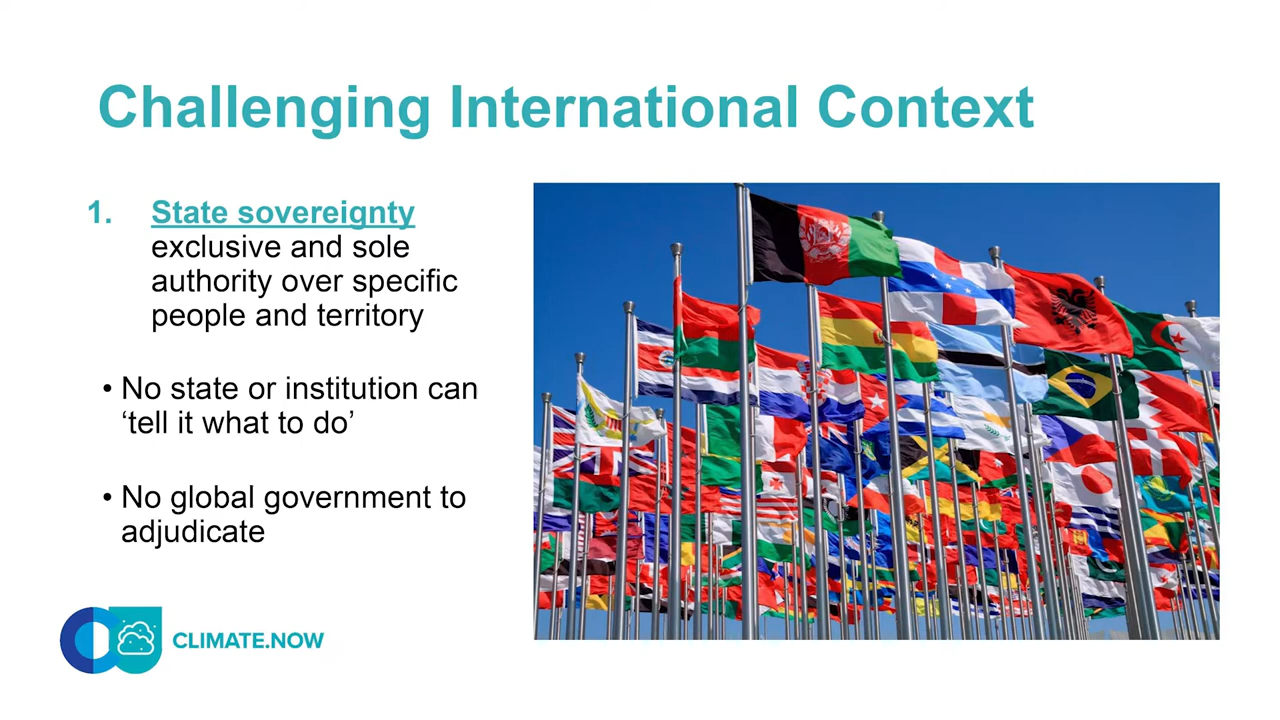 Challenging International Context
1. State sovereignty
exclusive and sole
authority over specific
people and territory
• No state or institution can
‘tell it what to do’
• No global government to
adjudicate
CLIMATE.NOW